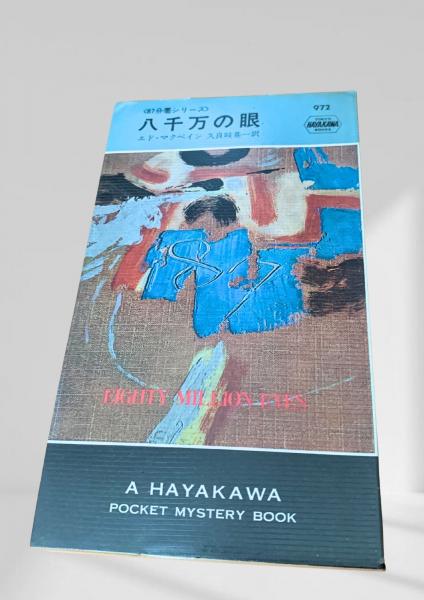 〈87分署シリーズ〉
八千万の眼
エド・マクベイン 久良岐基一訳
972
HAYAKAWA
BOOKS
87
EIGHTY MILLION EYES
A HAYAKAWA
POCKET MYSTERY BOOK